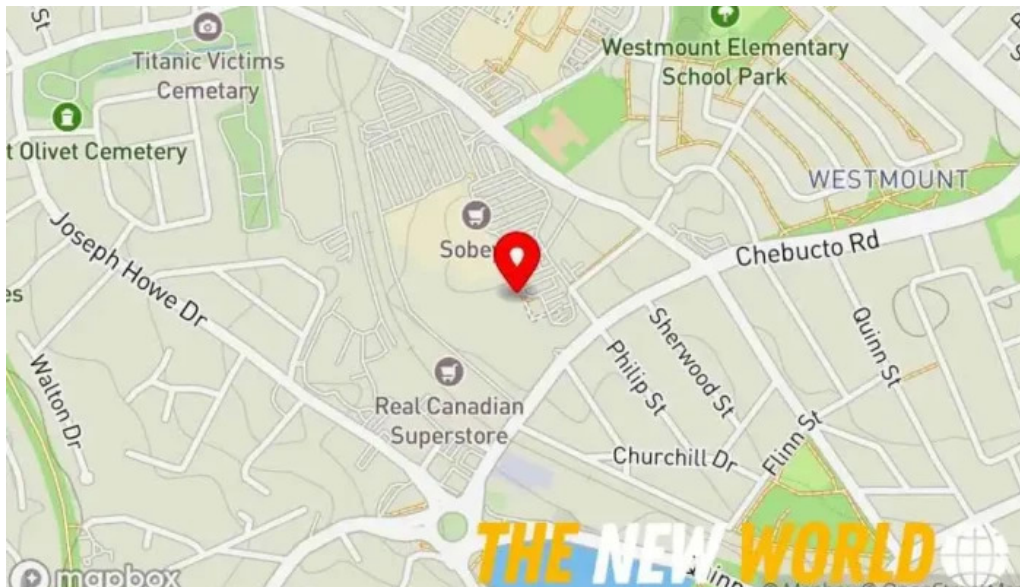 St
Titanic Victims
Cemetary
t Olivet Cemetery
Westmount Elementary
School Park
WESTMOUNT
Sobey
Chebucto Rd
Joseph Howe Dr
es
Walton Dr
Real Canadian
Superstore
Philip St
Sherwood St
Quinn St
Churchill Dr
Flinn St
THE NEW WORLD
mapbox